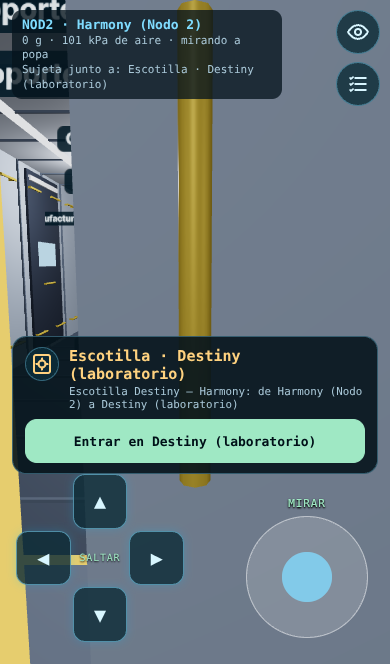 NOD2 · Harmony (Nodo 2)
0 g · 101 kPa de aire · mirando a
popa
Sujeta junto a: Escotilla · Destiny
(laboratorio)
Escotilla · Destiny
(laboratorio)
Escotilla Destiny — Harmony: de Harmony (Nodo
2) a Destiny (laboratorio)
Entrar en Destiny (laboratorio)
SALTAR
MIRAR